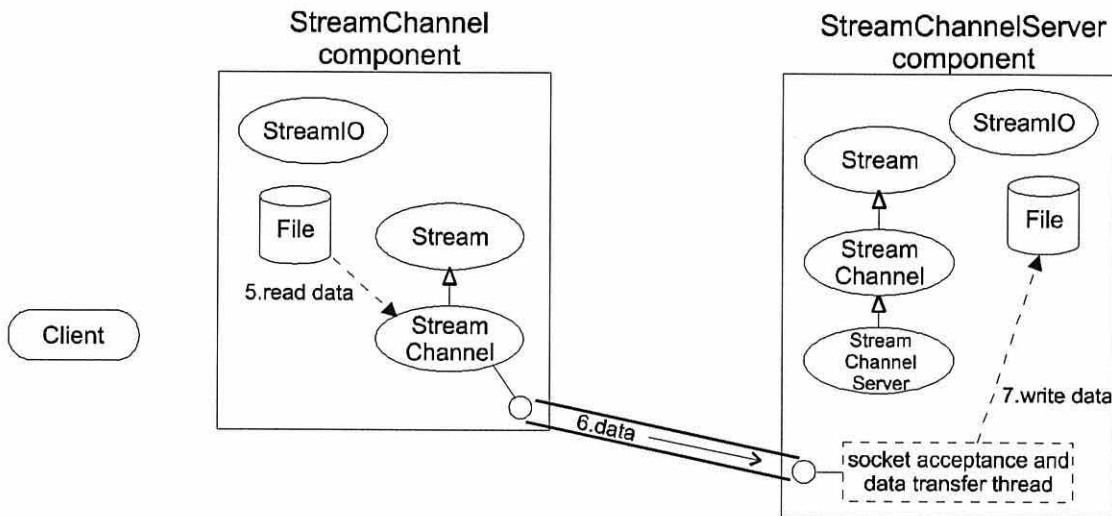 StreamChannel
component
StreamChannelServer
component
StreamIO
File
Stream
5.read data
Stream
Channel
Client
6.data
StreamIO
Stream
File
Stream
Channel
Stream
Channel
Server
7.write data
socket acceptance and
data transfer thread